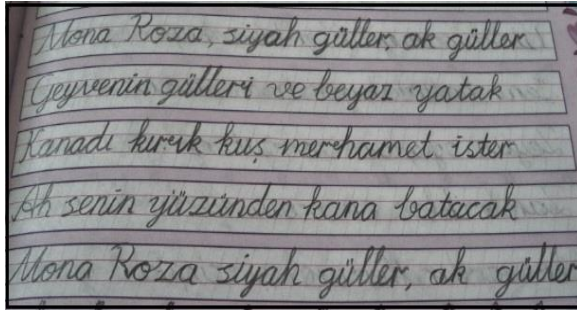 Mona Roza, siyah güller, ak güller
Geyvenin gülleri ve beyaz yatak
Kanadı kırık kuş merhamet ister
Ah senin yüzünden kana batacak
Mona Roza siyah güller, ak güller